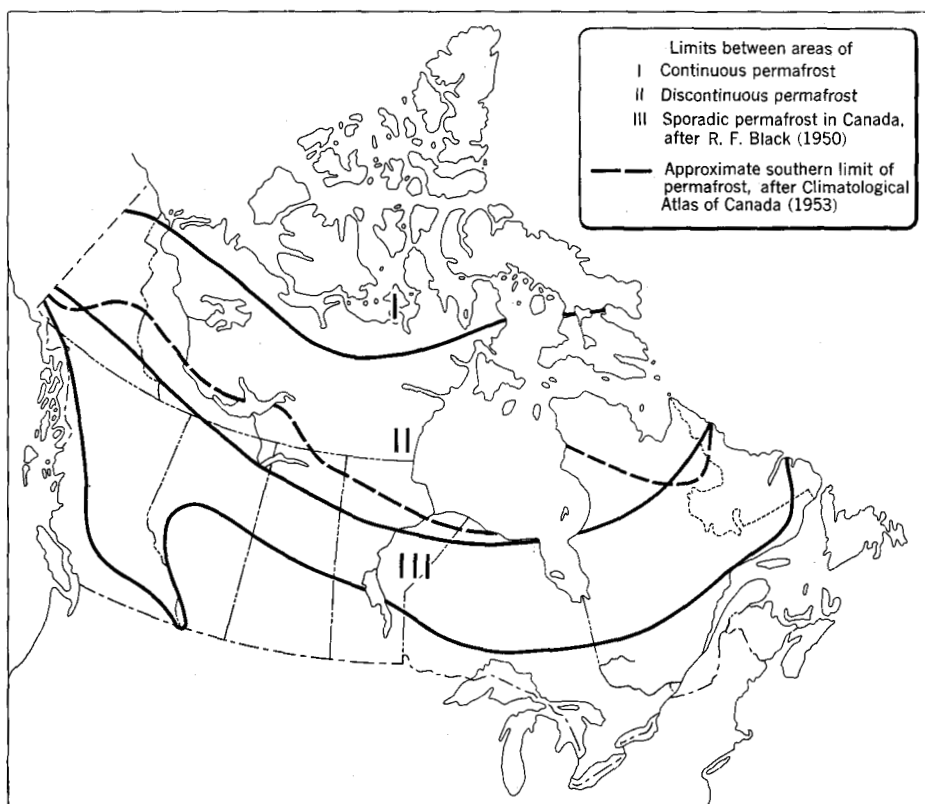 Limits between areas of
I Continuous permafrost
II Discontinuous permafrost
III Sporadic permafrost in Canada,
after R. F. Black (1950)
Approximate southern limit of
permafrost, after Climatological
Atlas of Canada (1953)
I
II
III